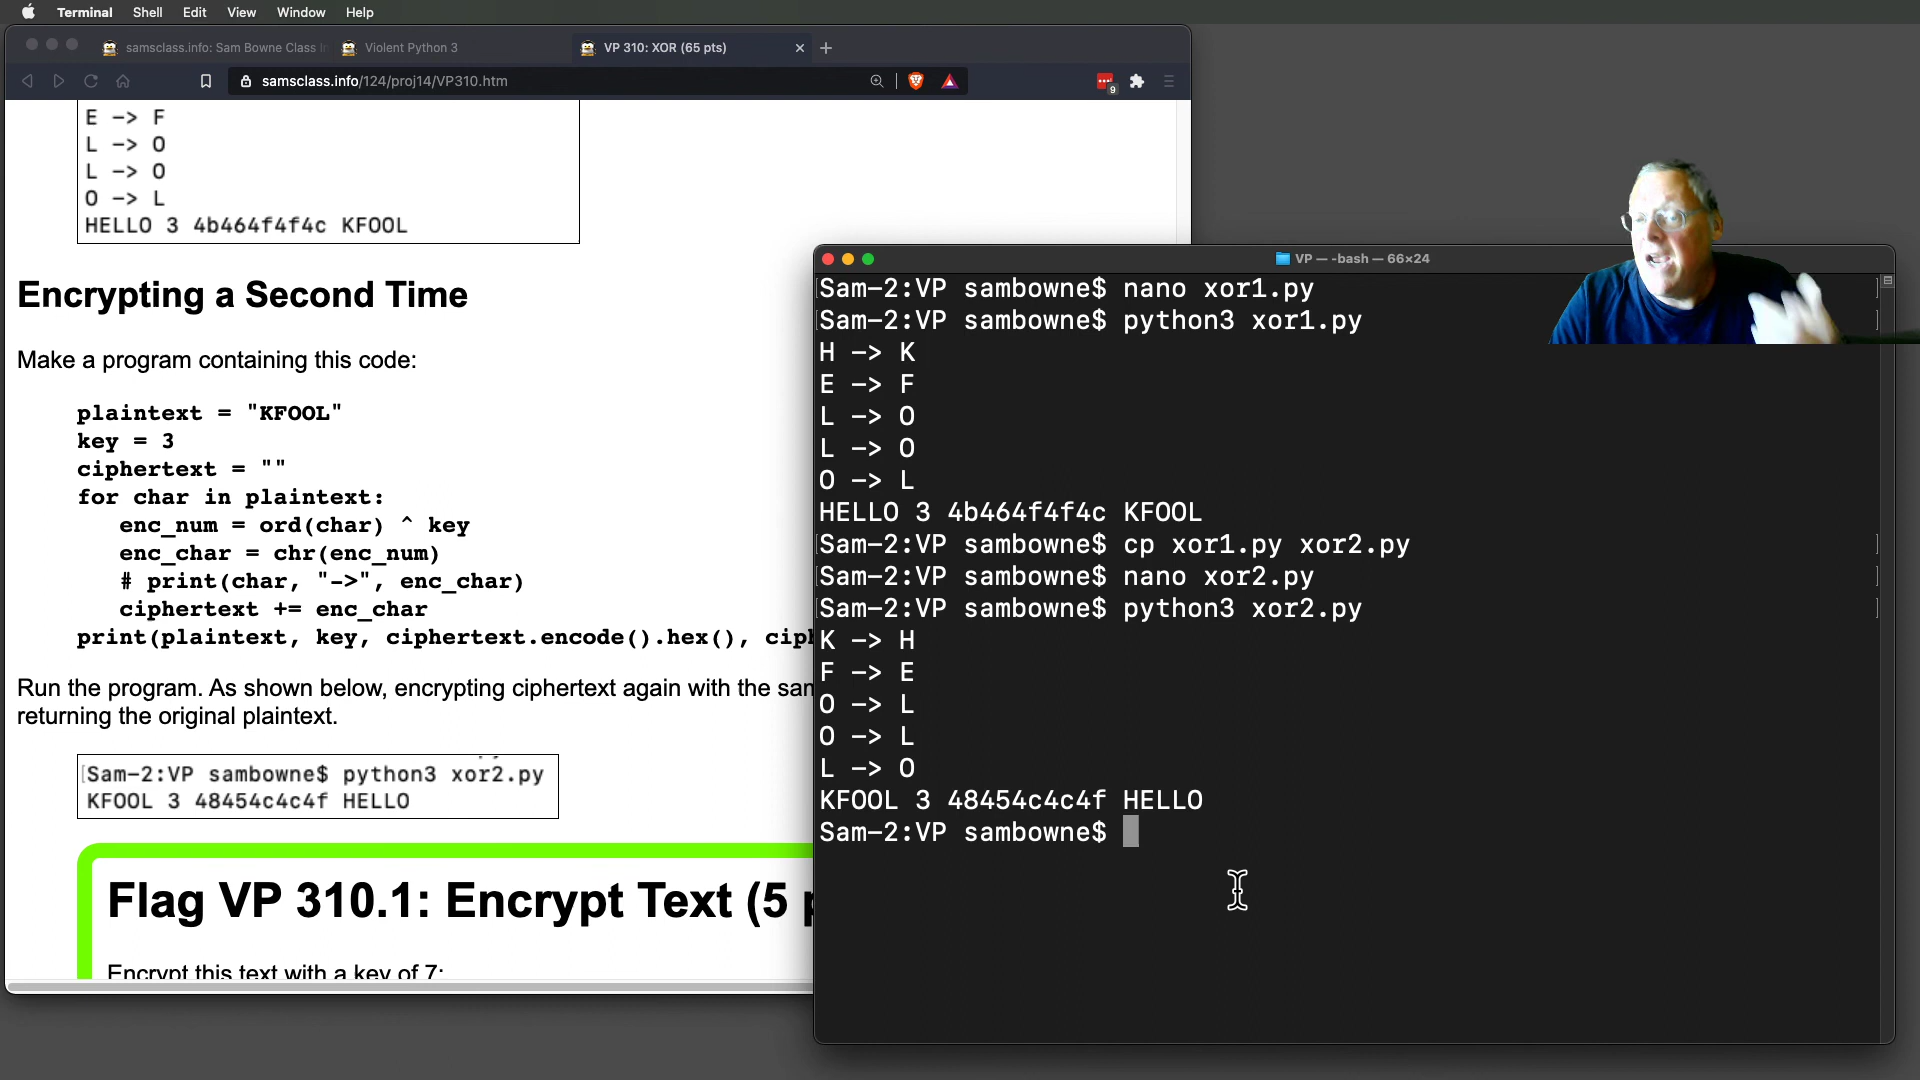 Terminal Shell Edit View Window Help
samsclass.info: Sam Bowne Class In
Violent Python 3
VP 310: XOR (65 pts)
samsclass.info/124/proj14/VP310.htm
9
E -> F
L -> O
L -> O
O -> L
HELLO 3 4b464f4f4c KFOOL
Encrypting a Second Time
Make a program containing this code:
plaintext = "KFOOL"
key = 3
ciphertext = ""
for char in plaintext:
enc_num = ord(char) ^ key
enc_char = chr(enc_num)
# print(char, "->", enc_char)
ciphertext += enc_char
print(plaintext, key, ciphertext.encode().hex(), ciph
Run the program. As shown below, encrypting ciphertext again with the sam
returning the original plaintext.
[Sam-2:VP sambowne$ python3 xor2.py
KFOOL 3 48454c4c4f HELLO
Flag VP 310.1: Encrypt Text (5 p
Encrypt this text with a key of 7:
VP — -bash — 66×24
[Sam-2:VP sambowne$ nano xor1.py ]
[Sam-2:VP sambowne$ python3 xor1.py ]
H -> K
E -> F
L -> O
L -> O
O -> L
HELLO 3 4b464f4f4c KFOOL
[Sam-2:VP sambowne$ cp xor1.py xor2.py ]
[Sam-2:VP sambowne$ nano xor2.py ]
[Sam-2:VP sambowne$ python3 xor2.py ]
K -> H
F -> E
O -> L
O -> L
L -> O
KFOOL 3 48454c4c4f HELLO
Sam-2:VP sambowne$